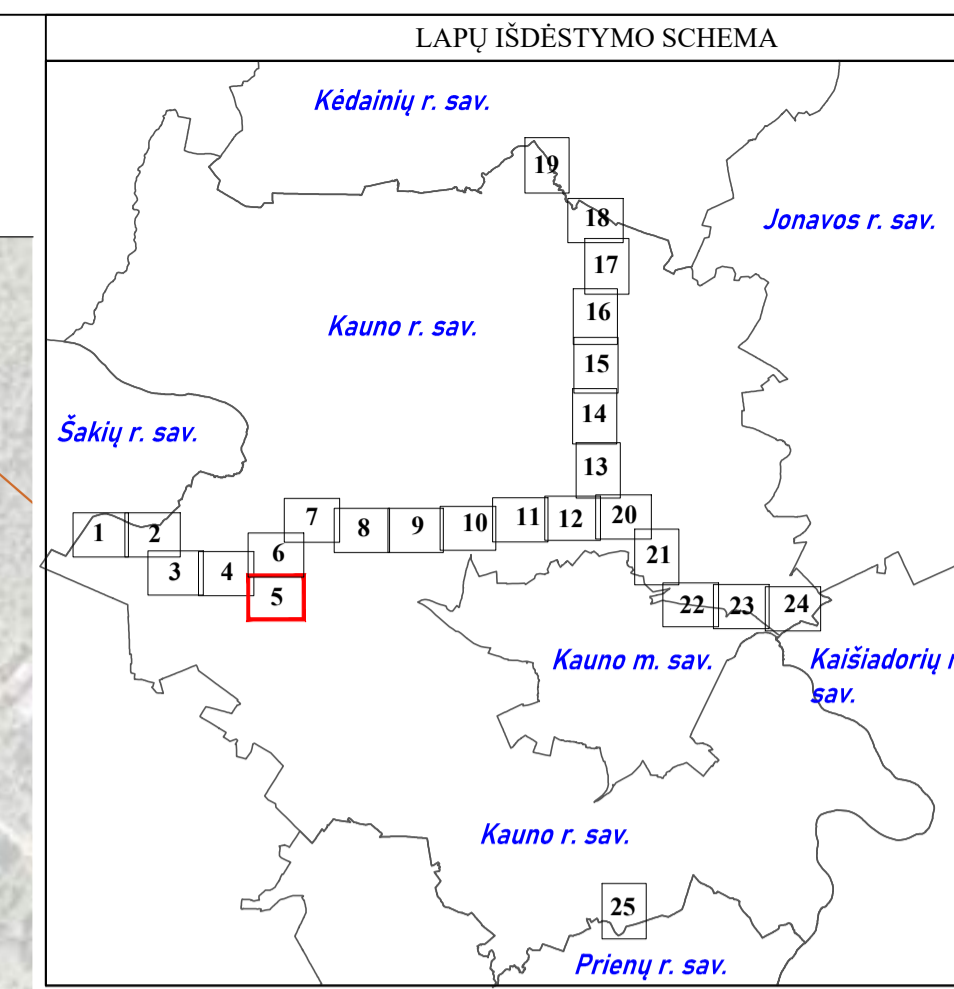 LAPŲ IŠDĖSTYMO SCHEMA
Kėdainių r. sav.
19
18
Jonavos r. sav.
17
16
Kauno r. sav.
15
14
Šakių r. sav.
13
7
20
1
2
8
9
10
11
12
6
21
3
4
5
22
23
24
Kauno m. sav.
Kaišiadorių r
sav.
Kauno r. sav.
25
Prienų r. sav.